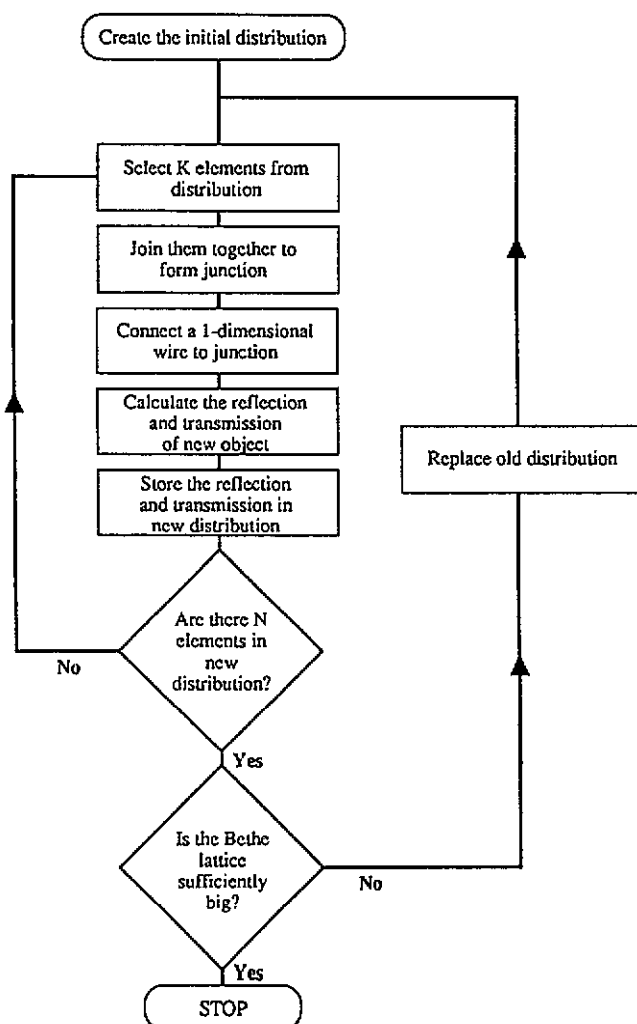 Create the initial distribution
Select K elements from
distribution
Join them together to
form junction
Connect a 1-dimensional
wire to junction
Calculate the reflection
and transmission
of new object
Replace old distribution
Store the reflection
and transmission in
new distribution
Are there N
elements in
new
distribution?
No
Yes
Is the Bethe
lattice
sufficiently
big?
No
Yes
STOP